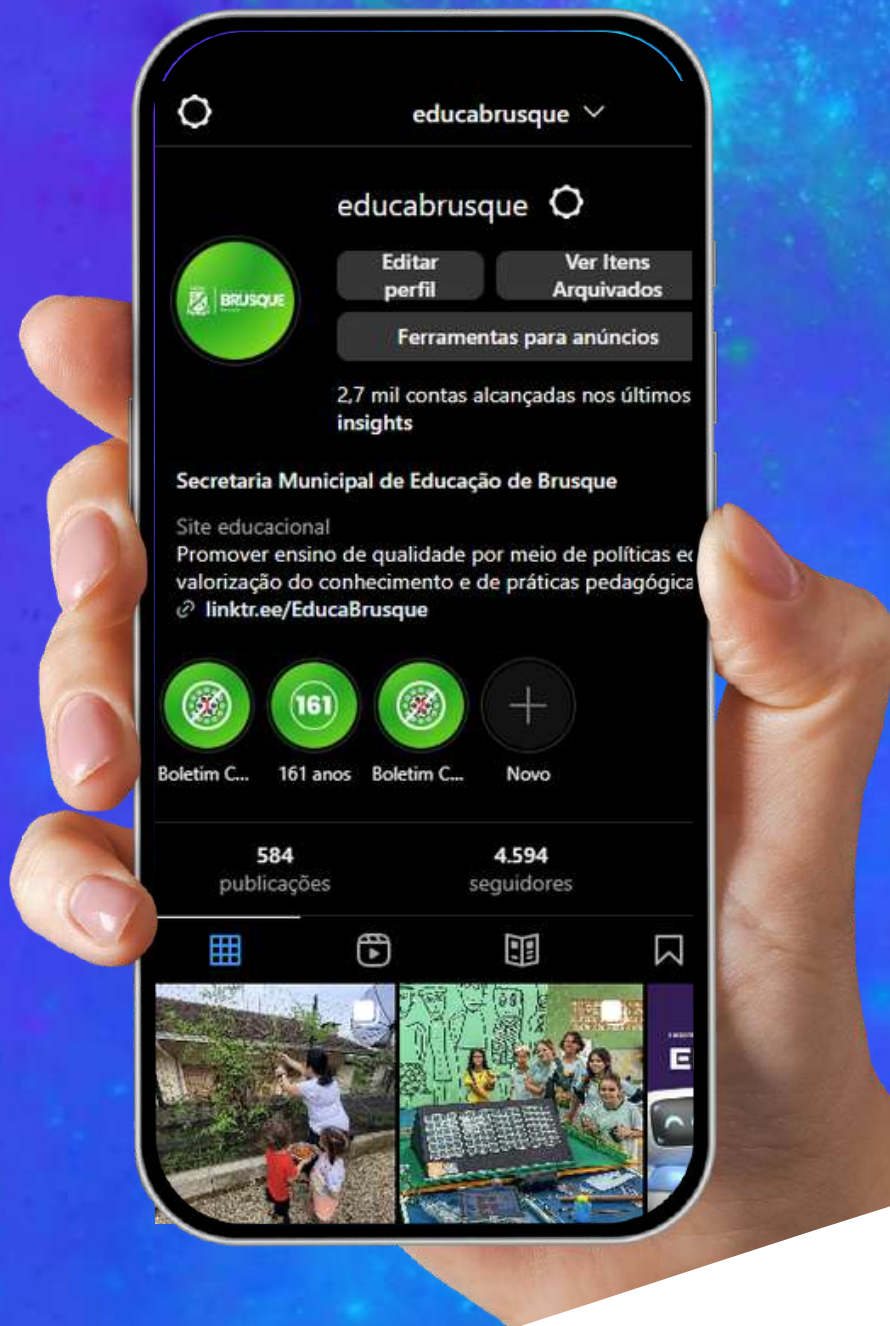 educabrusque
educabrusque
Editar
perfil
Ver Itens
Arquivados
Ferramentas para anúncios
2,7 mil contas alcançadas nos últimos
insights
Secretaria Municipal de Educação de Brusque
BRUSQUE
Site educacional
Promover ensino de qualidade por meio de políticas
valorização do conhecimento e de práticas pedagógica
linktr.ee/EducaBrusque
161
Boletim C...
161 anos
Boletim C...
Novo
584
publicações
4.594
seguidores
E